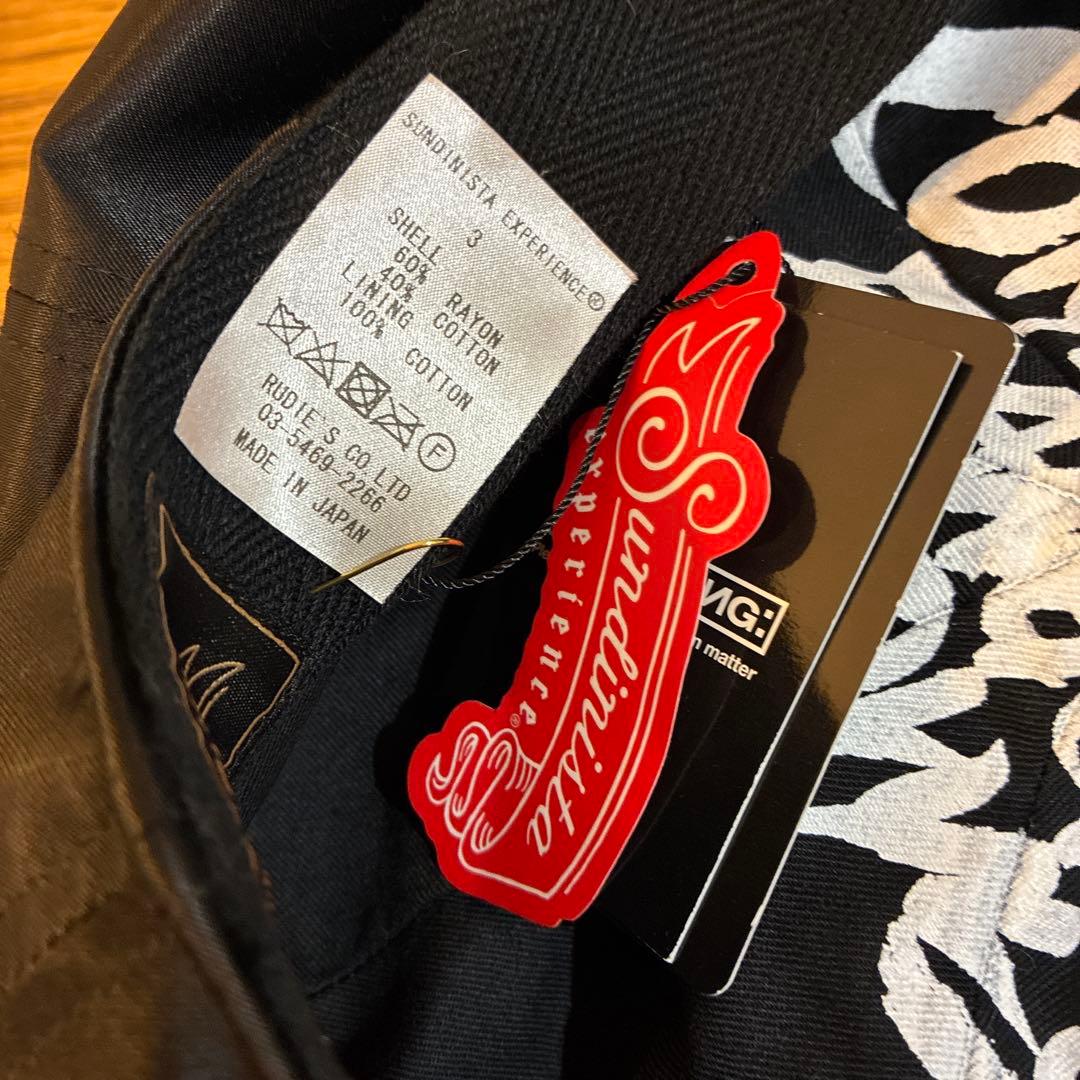 SUNDINISTA EXPERIENCE®
3
SHELL
60% RAYON
40% COTTON
LINING
100% COTTON
F
RUDIE'S CO.LTD
03-5469-2266
MADE IN JAPAN
Sundinista
experience®
NG:
matter